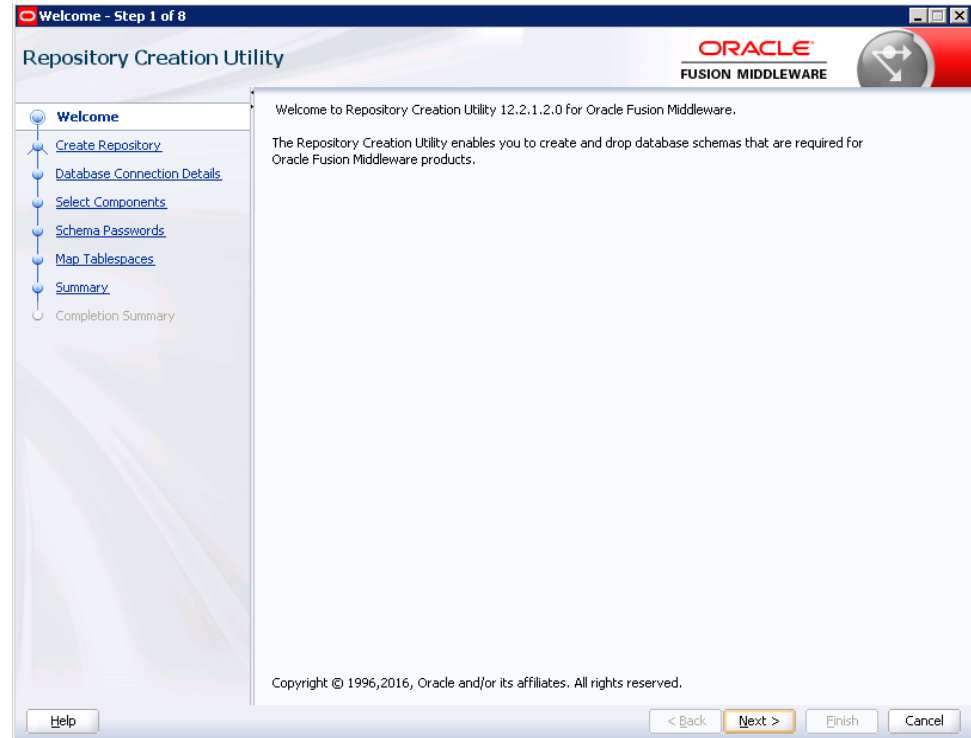 Welcome - Step 1 of 8
Repository Creation Utility
ORACLE
FUSION MIDDLEWARE
Welcome
Create Repository
Database Connection Details
Select Components
Schema Passwords
Map Tablespaces
Summary
Completion Summary
Welcome to Repository Creation Utility 12.2.1.2.0 for Oracle Fusion Middleware.
The Repository Creation Utility enables you to create and drop database schemas that are required for
Oracle Fusion Middleware products.
Copyright © 1996,2016, Oracle and/or its affiliates. All rights reserved.
Help
< Back
Next >
Finish
Cancel